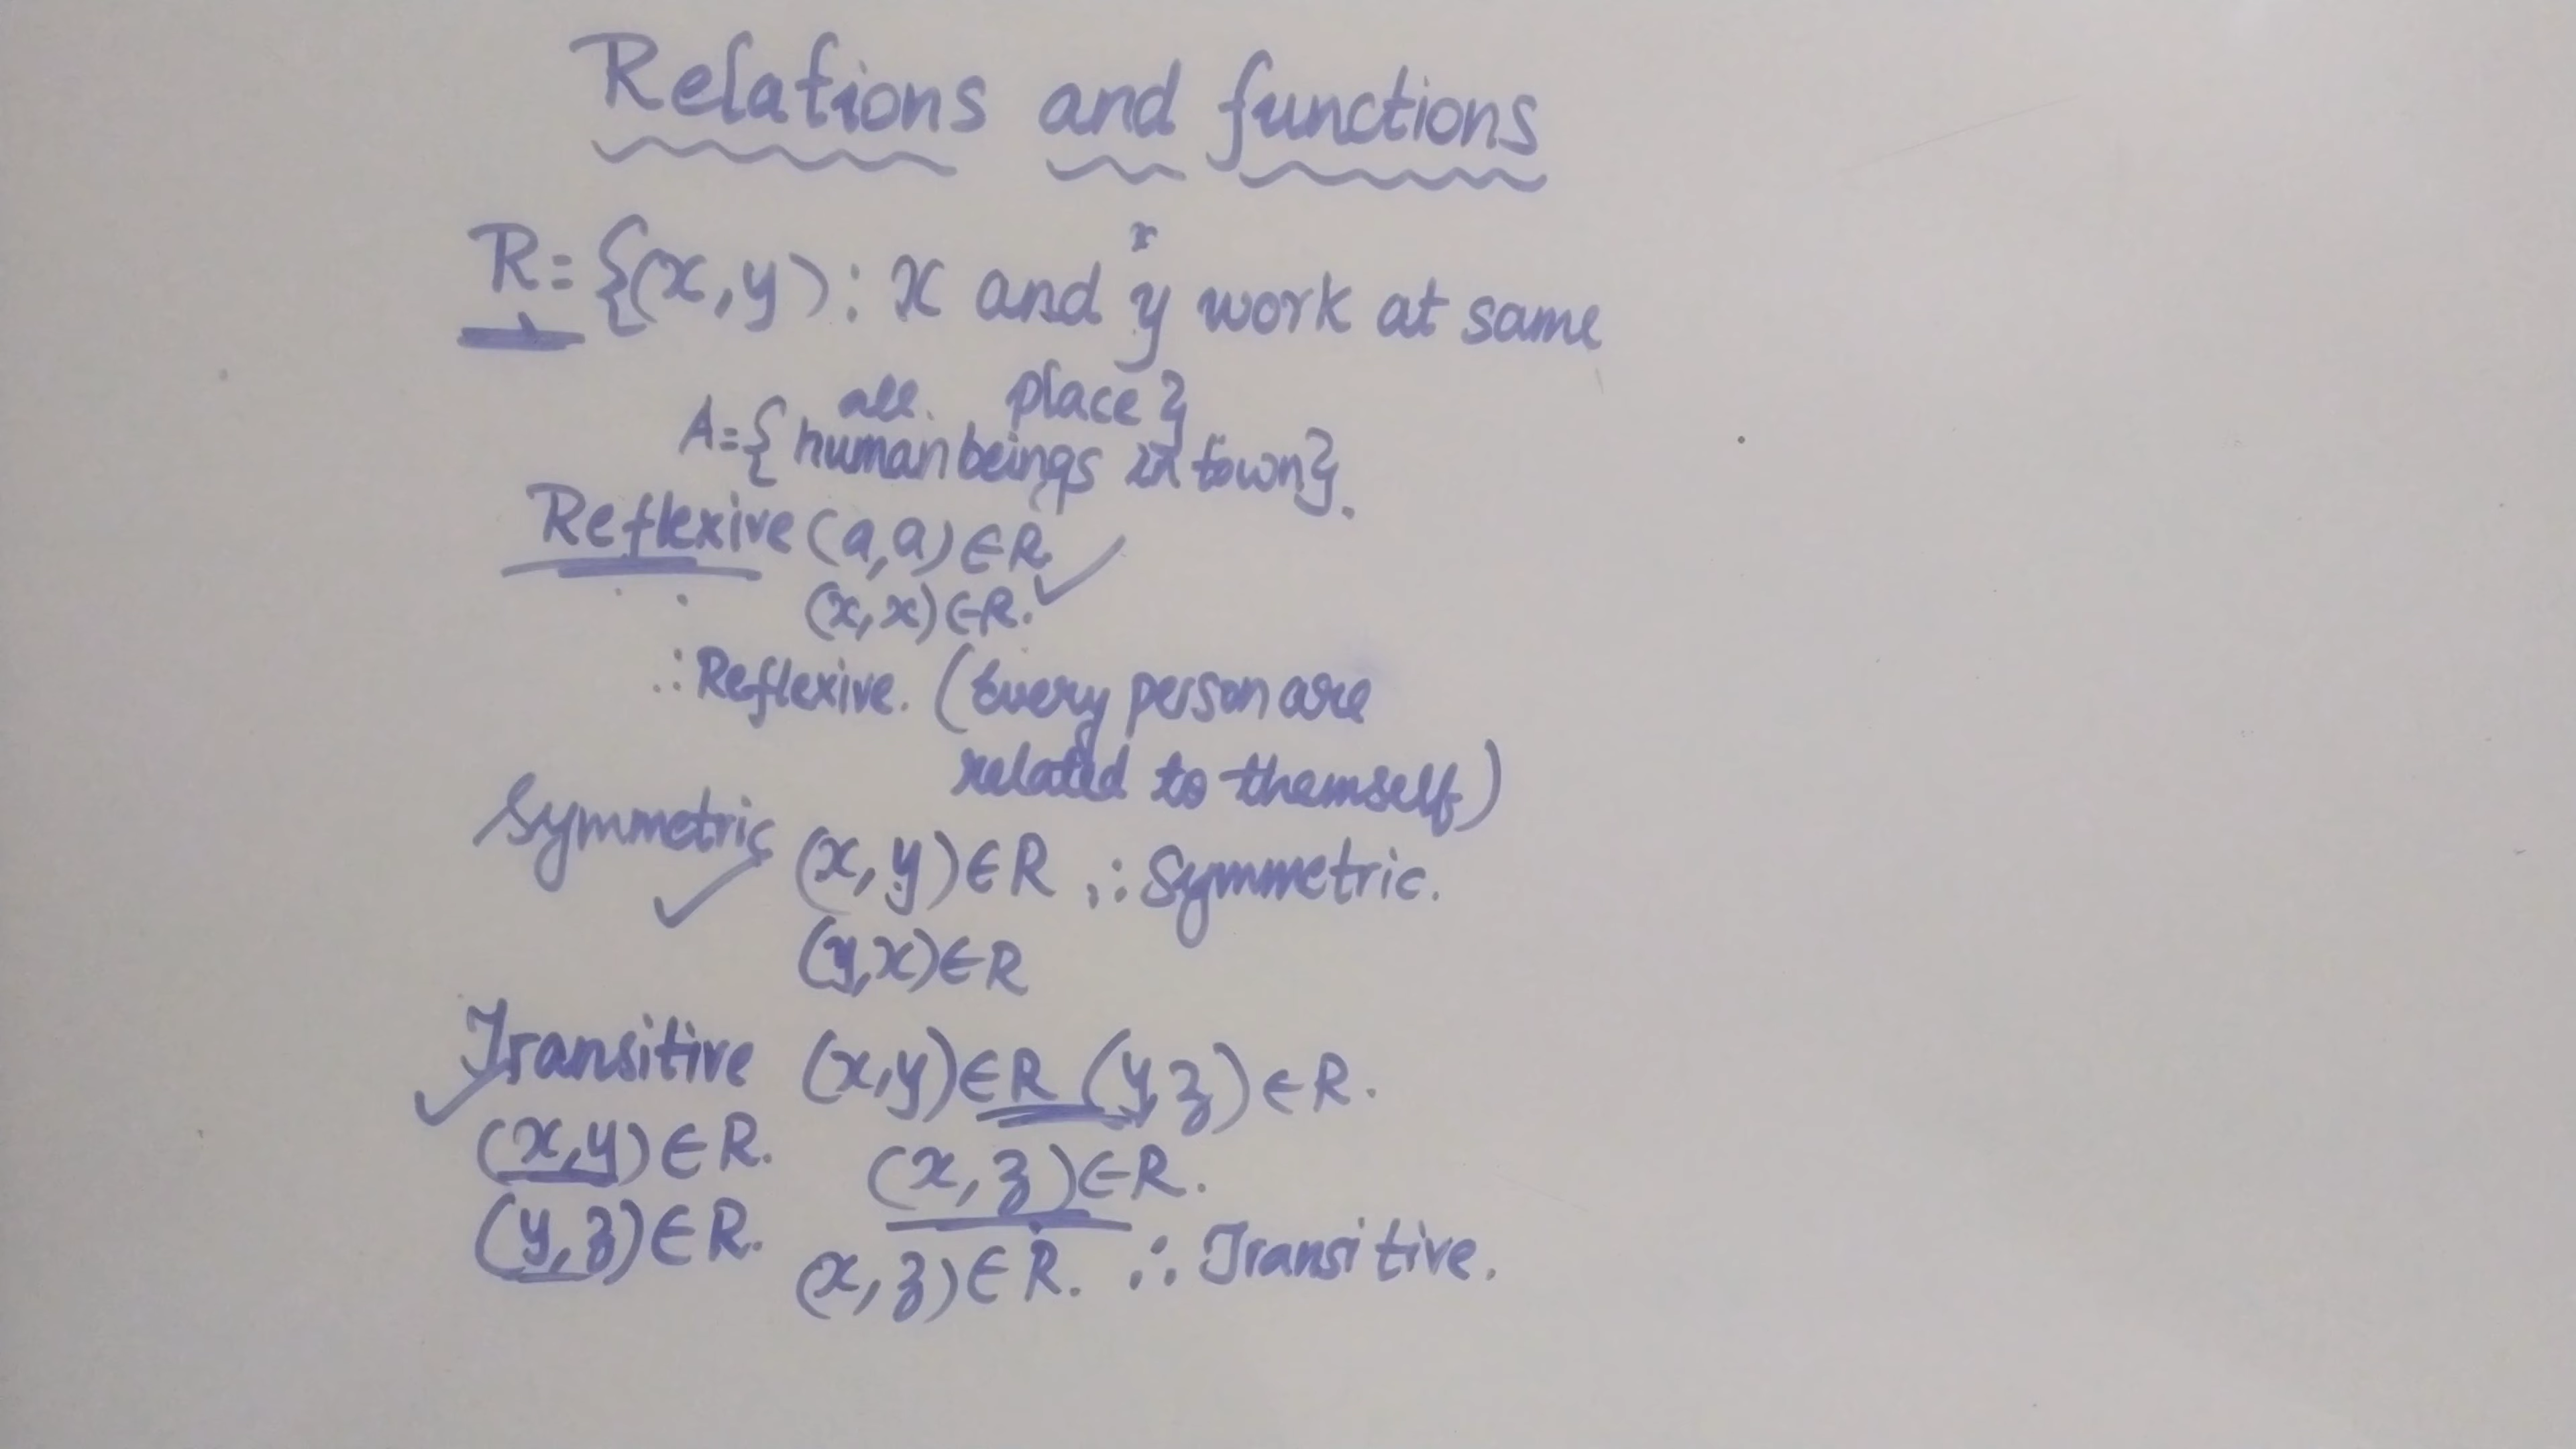 Relations and functions
x
R = {(x, y) : x and y work at same
place}
A = { all human beings in town}.
Reflexive (a, a) ∈ R
(x, x) ∈ R.
∴ Reflexive. (Every person are
related to themself)
Symmetric (x, y) ∈ R , ∴ Symmetric.
(y, x) ∈ R
Transitive (x, y) ∈ R (y, z) ∈ R.
(x, y) ∈ R. (x, z) ∈ R.
(y, z) ∈ R. (x, z) ∈ R. ∴ Transitive.